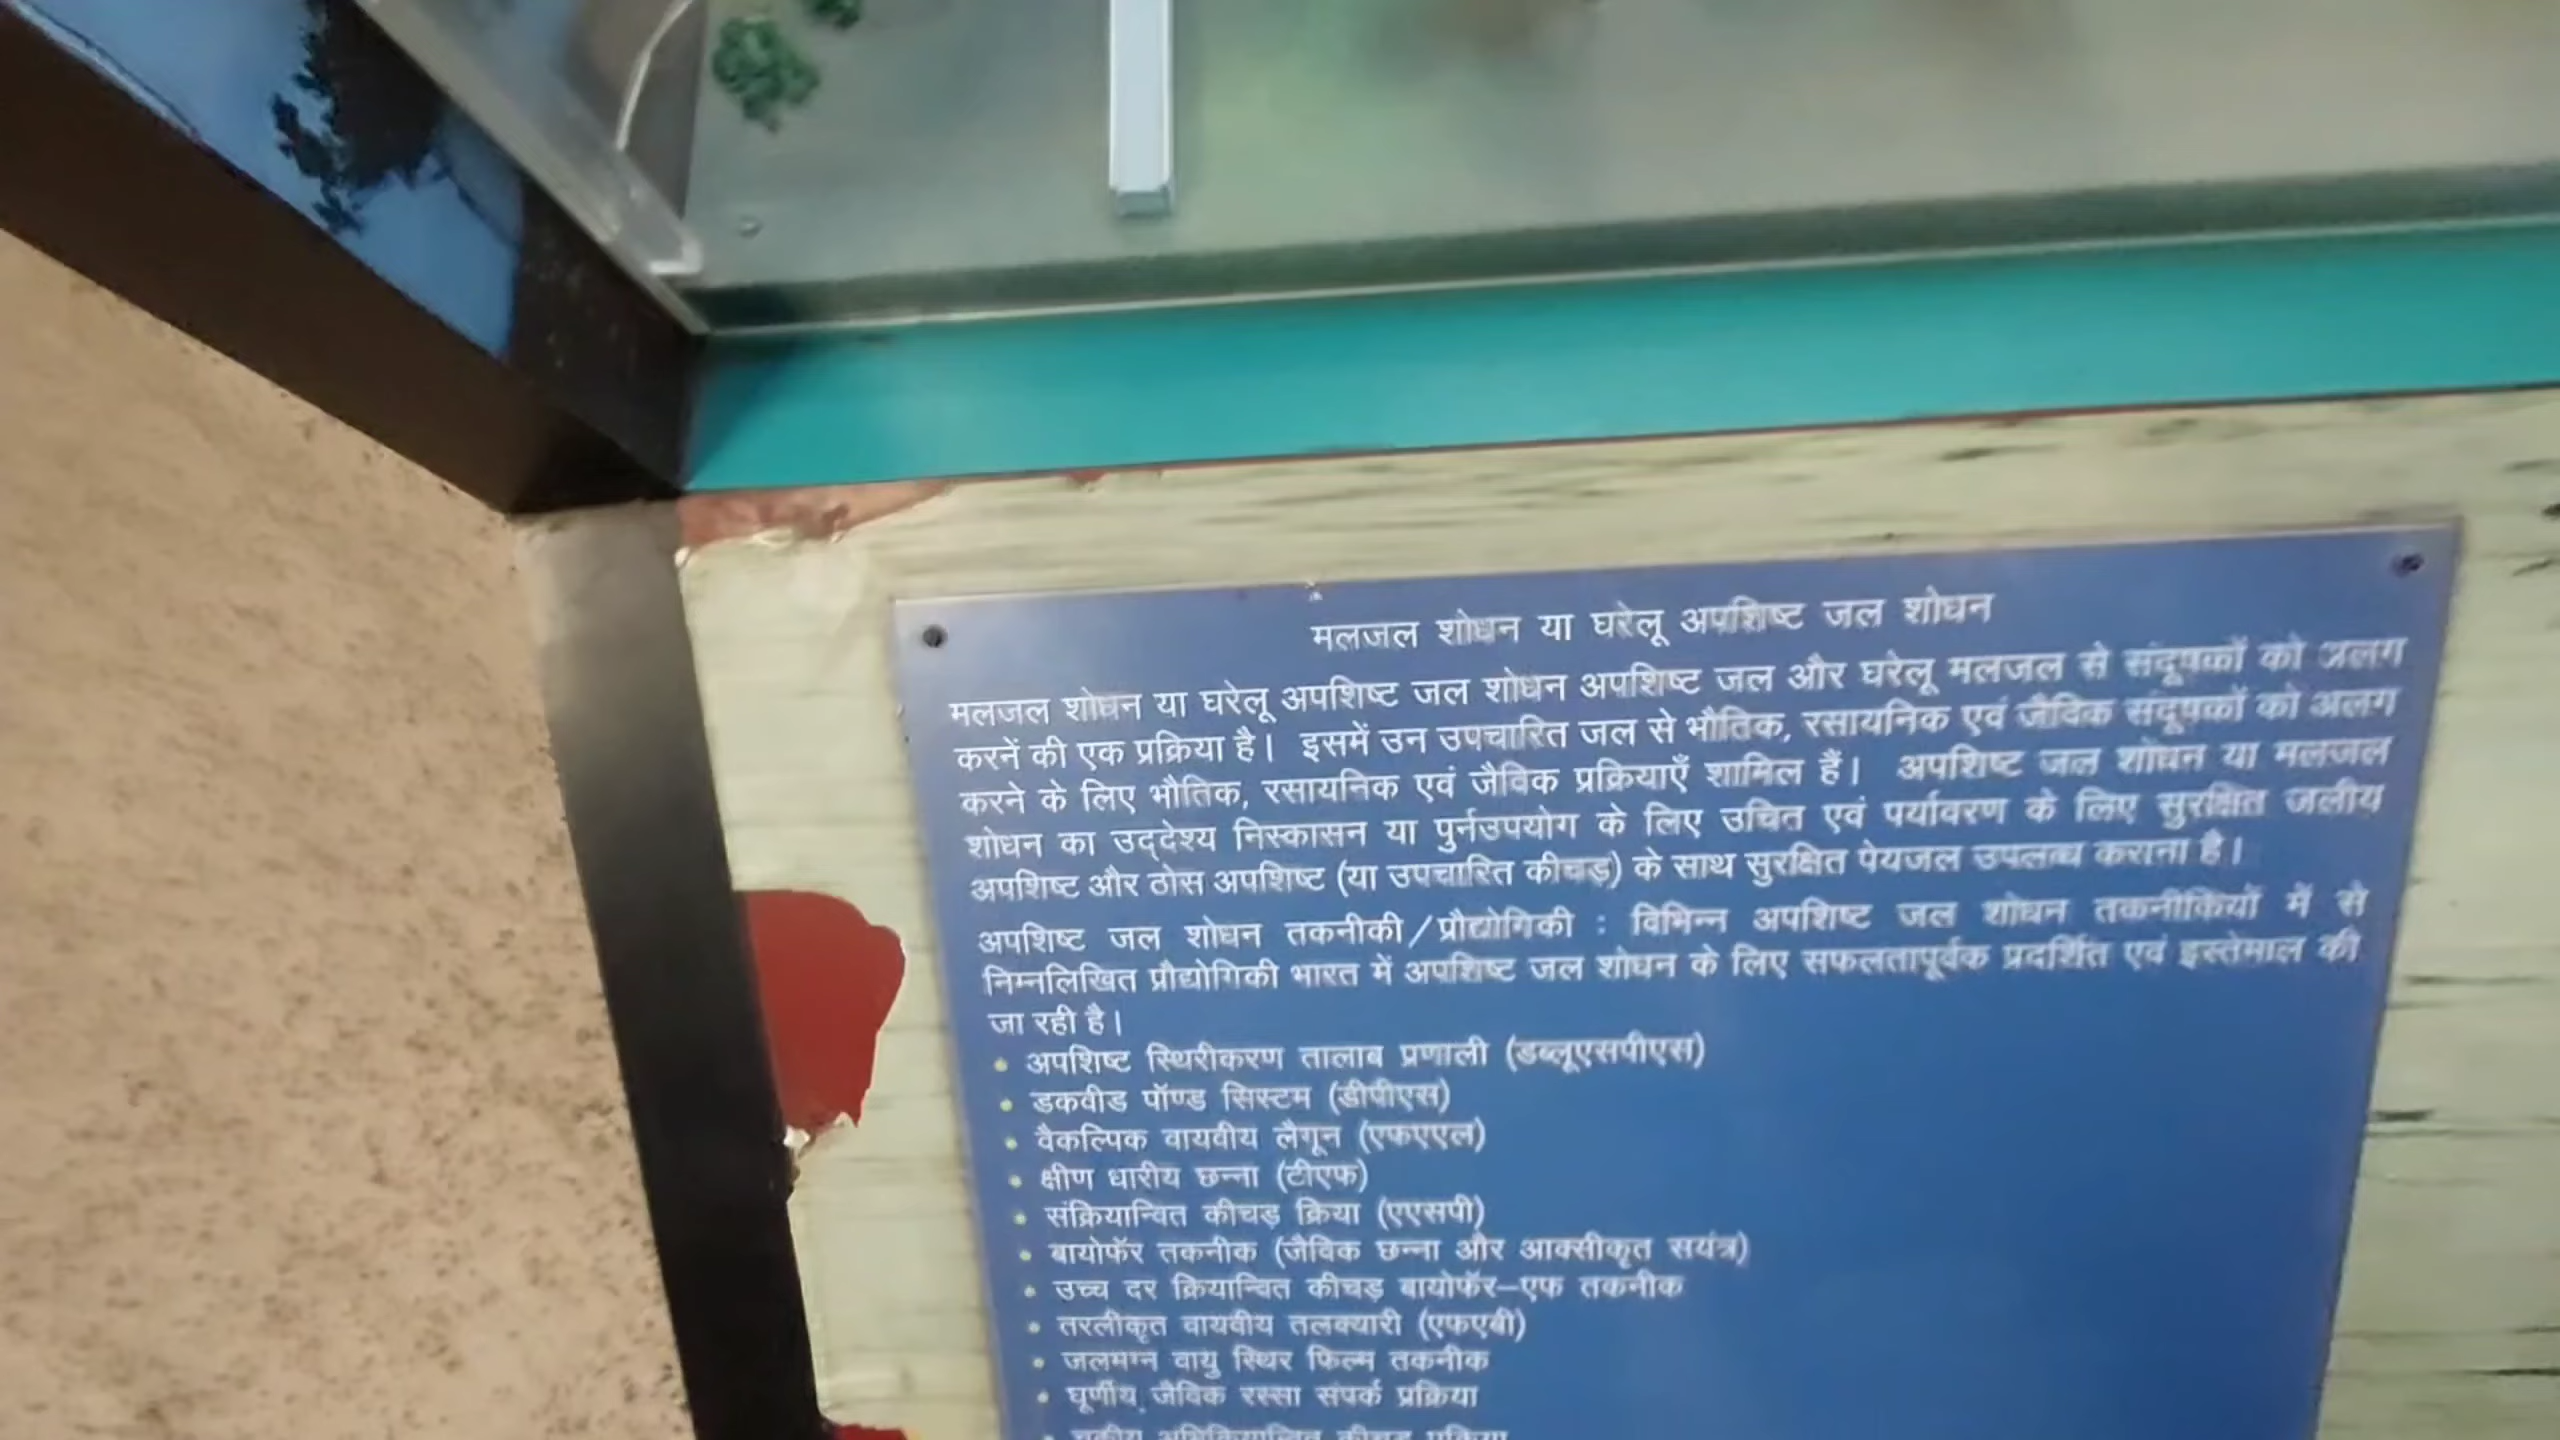 मलजल शोधन या घरेलू अपशिष्ट जल शोधन
मलजल शोधन या घरेलू अपशिष्ट जल शोधन अपशिष्ट जल और घरेलू मलजल से संदूषकों को अलग
करनें की एक प्रक्रिया है। इसमें उन उपचारित जल से भौतिक, रसायनिक एवं जैविक संदूषकों को अलग
करने के लिए भौतिक, रसायनिक एवं जैविक प्रक्रियाएँ शामिल हैं। अपशिष्ट जल शोधन या मलजल
शोधन का उद्देश्य निस्कासन या पुर्नउपयोग के लिए उचित एवं पर्यावरण के लिए सुरक्षित जलीय
अपशिष्ट और ठोस अपशिष्ट (या उपचारित कीचड़) के साथ सुरक्षित पेयजल उपलब्ध कराना है।
अपशिष्ट जल शोधन तकनीकी/प्रौद्योगिकी : विभिन्न अपशिष्ट जल शोधन तकनीकियों में से
निम्नलिखित प्रौद्योगिकी भारत में अपशिष्ट जल शोधन के लिए सफलतापूर्वक प्रदर्शित एवं इस्तेमाल की
जा रही है।
• अपशिष्ट स्थिरीकरण तालाब प्रणाली (डब्लूएसपीएस)
• डकवीड पॉण्ड सिस्टम (डीपीएस)
• वैकल्पिक वायवीय लैगून (एफएएल)
• क्षीण धारीय छन्ना (टीएफ)
• संक्रियान्वित कीचड़ क्रिया (एएसपी)
• बायोफॅर तकनीक (जैविक छन्ना और आक्सीकृत सयंत्र)
• उच्च दर क्रियान्वित कीचड़ बायोफॅर–एफ तकनीक
• तरलीकृत वायवीय तलक्यारी (एफएबी)
• जलमग्न वायु स्थिर फिल्म तकनीक
• घूर्णीय जैविक रस्सा संपर्क प्रक्रिया